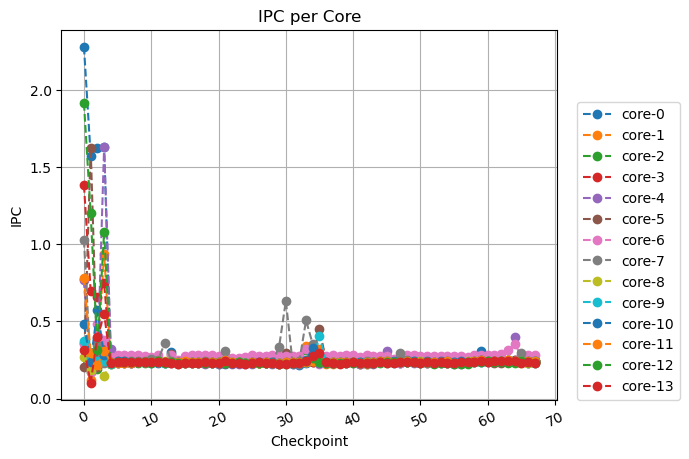 IPC per Core
IPC
2.0
1.5
1.0
0.5
0.0
0
10
20
30
40
50
60
70
Checkpoint
core-0
core-1
core-2
core-3
core-4
core-5
core-6
core-7
core-8
core-9
core-10
core-11
core-12
core-13